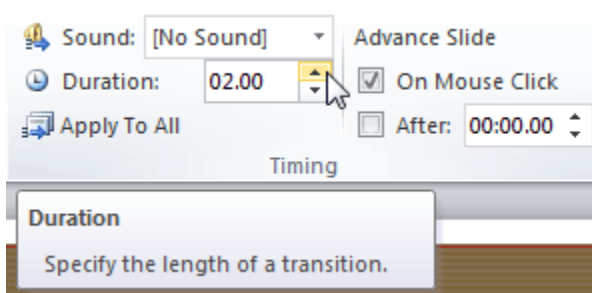 Sound: [No Sound] Advance Slide
Duration: 02.00 On Mouse Click
Apply To All After: 00:00.00
Timing
Duration
Specify the length of a transition.